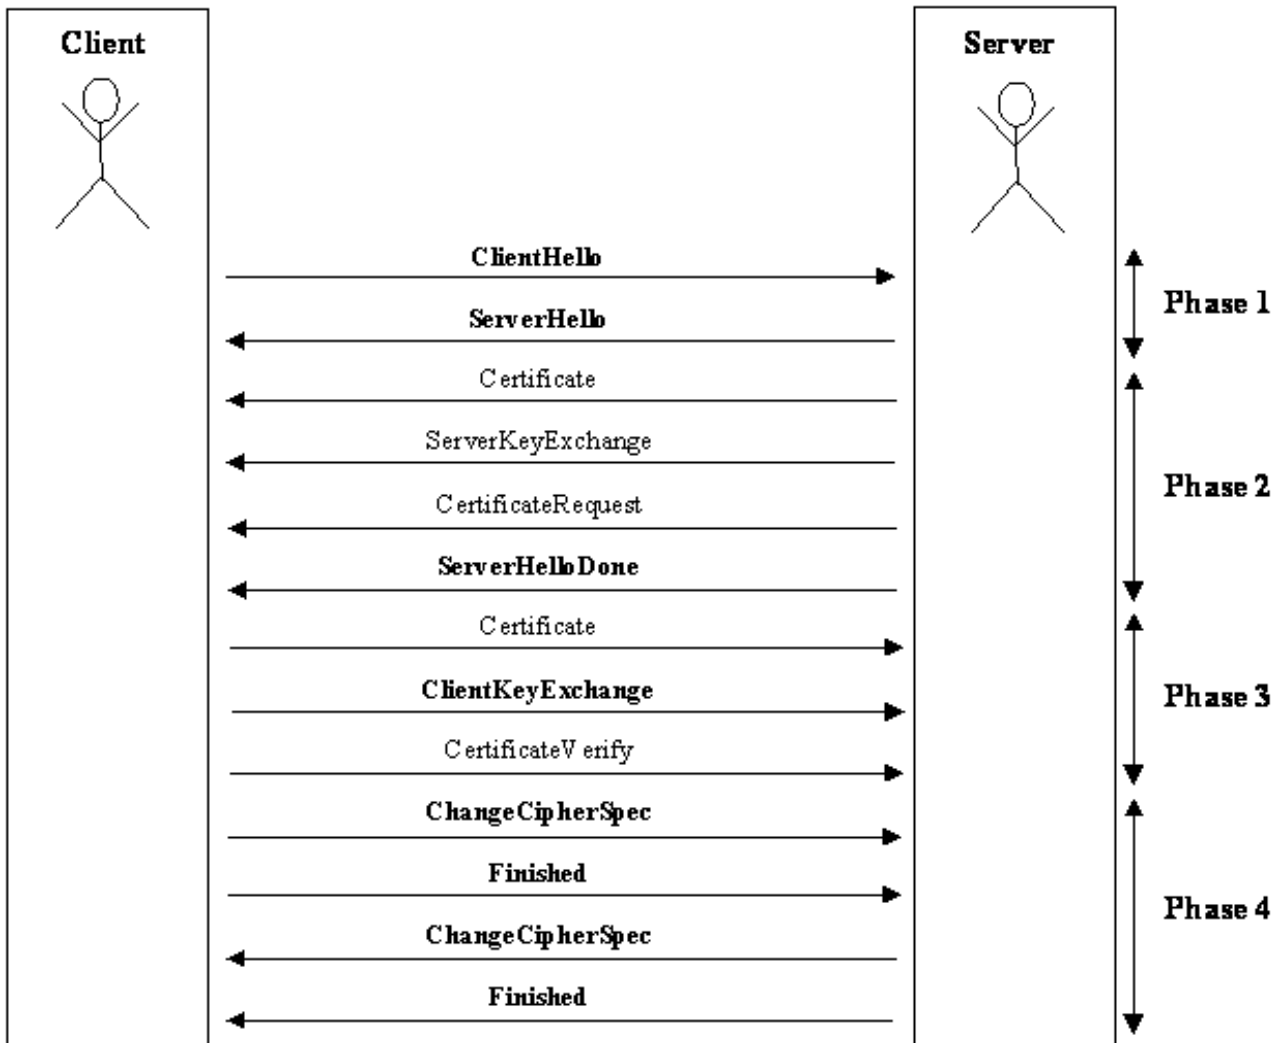 Client
Server
ClientHello
Phase 1
ServerHello
Certificate
ServerKeyExchange
Phase 2
CertificateRequest
ServerHelloDone
Certificate
ClientKeyExchange
Phase 3
CertificateVerify
ChangeCipherSpec
Finished
Phase 4
ChangeCipherSpec
Finished